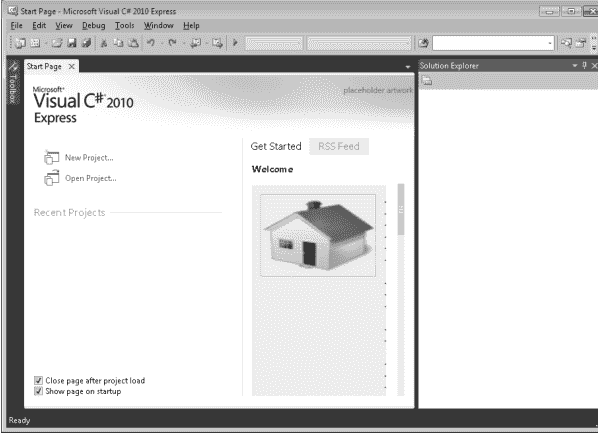 Start Page - Microsoft Visual C# 2010 Express
File Edit View Debug Tools Window Help
Toolbox
Start Page
Solution Explorer
Microsoft
Visual C# 2010
Express
placeholder artwork
New Project...
Open Project...
Recent Projects
Get Started RSS Feed
Welcome
Close page after project load
Show page on startup
Ready